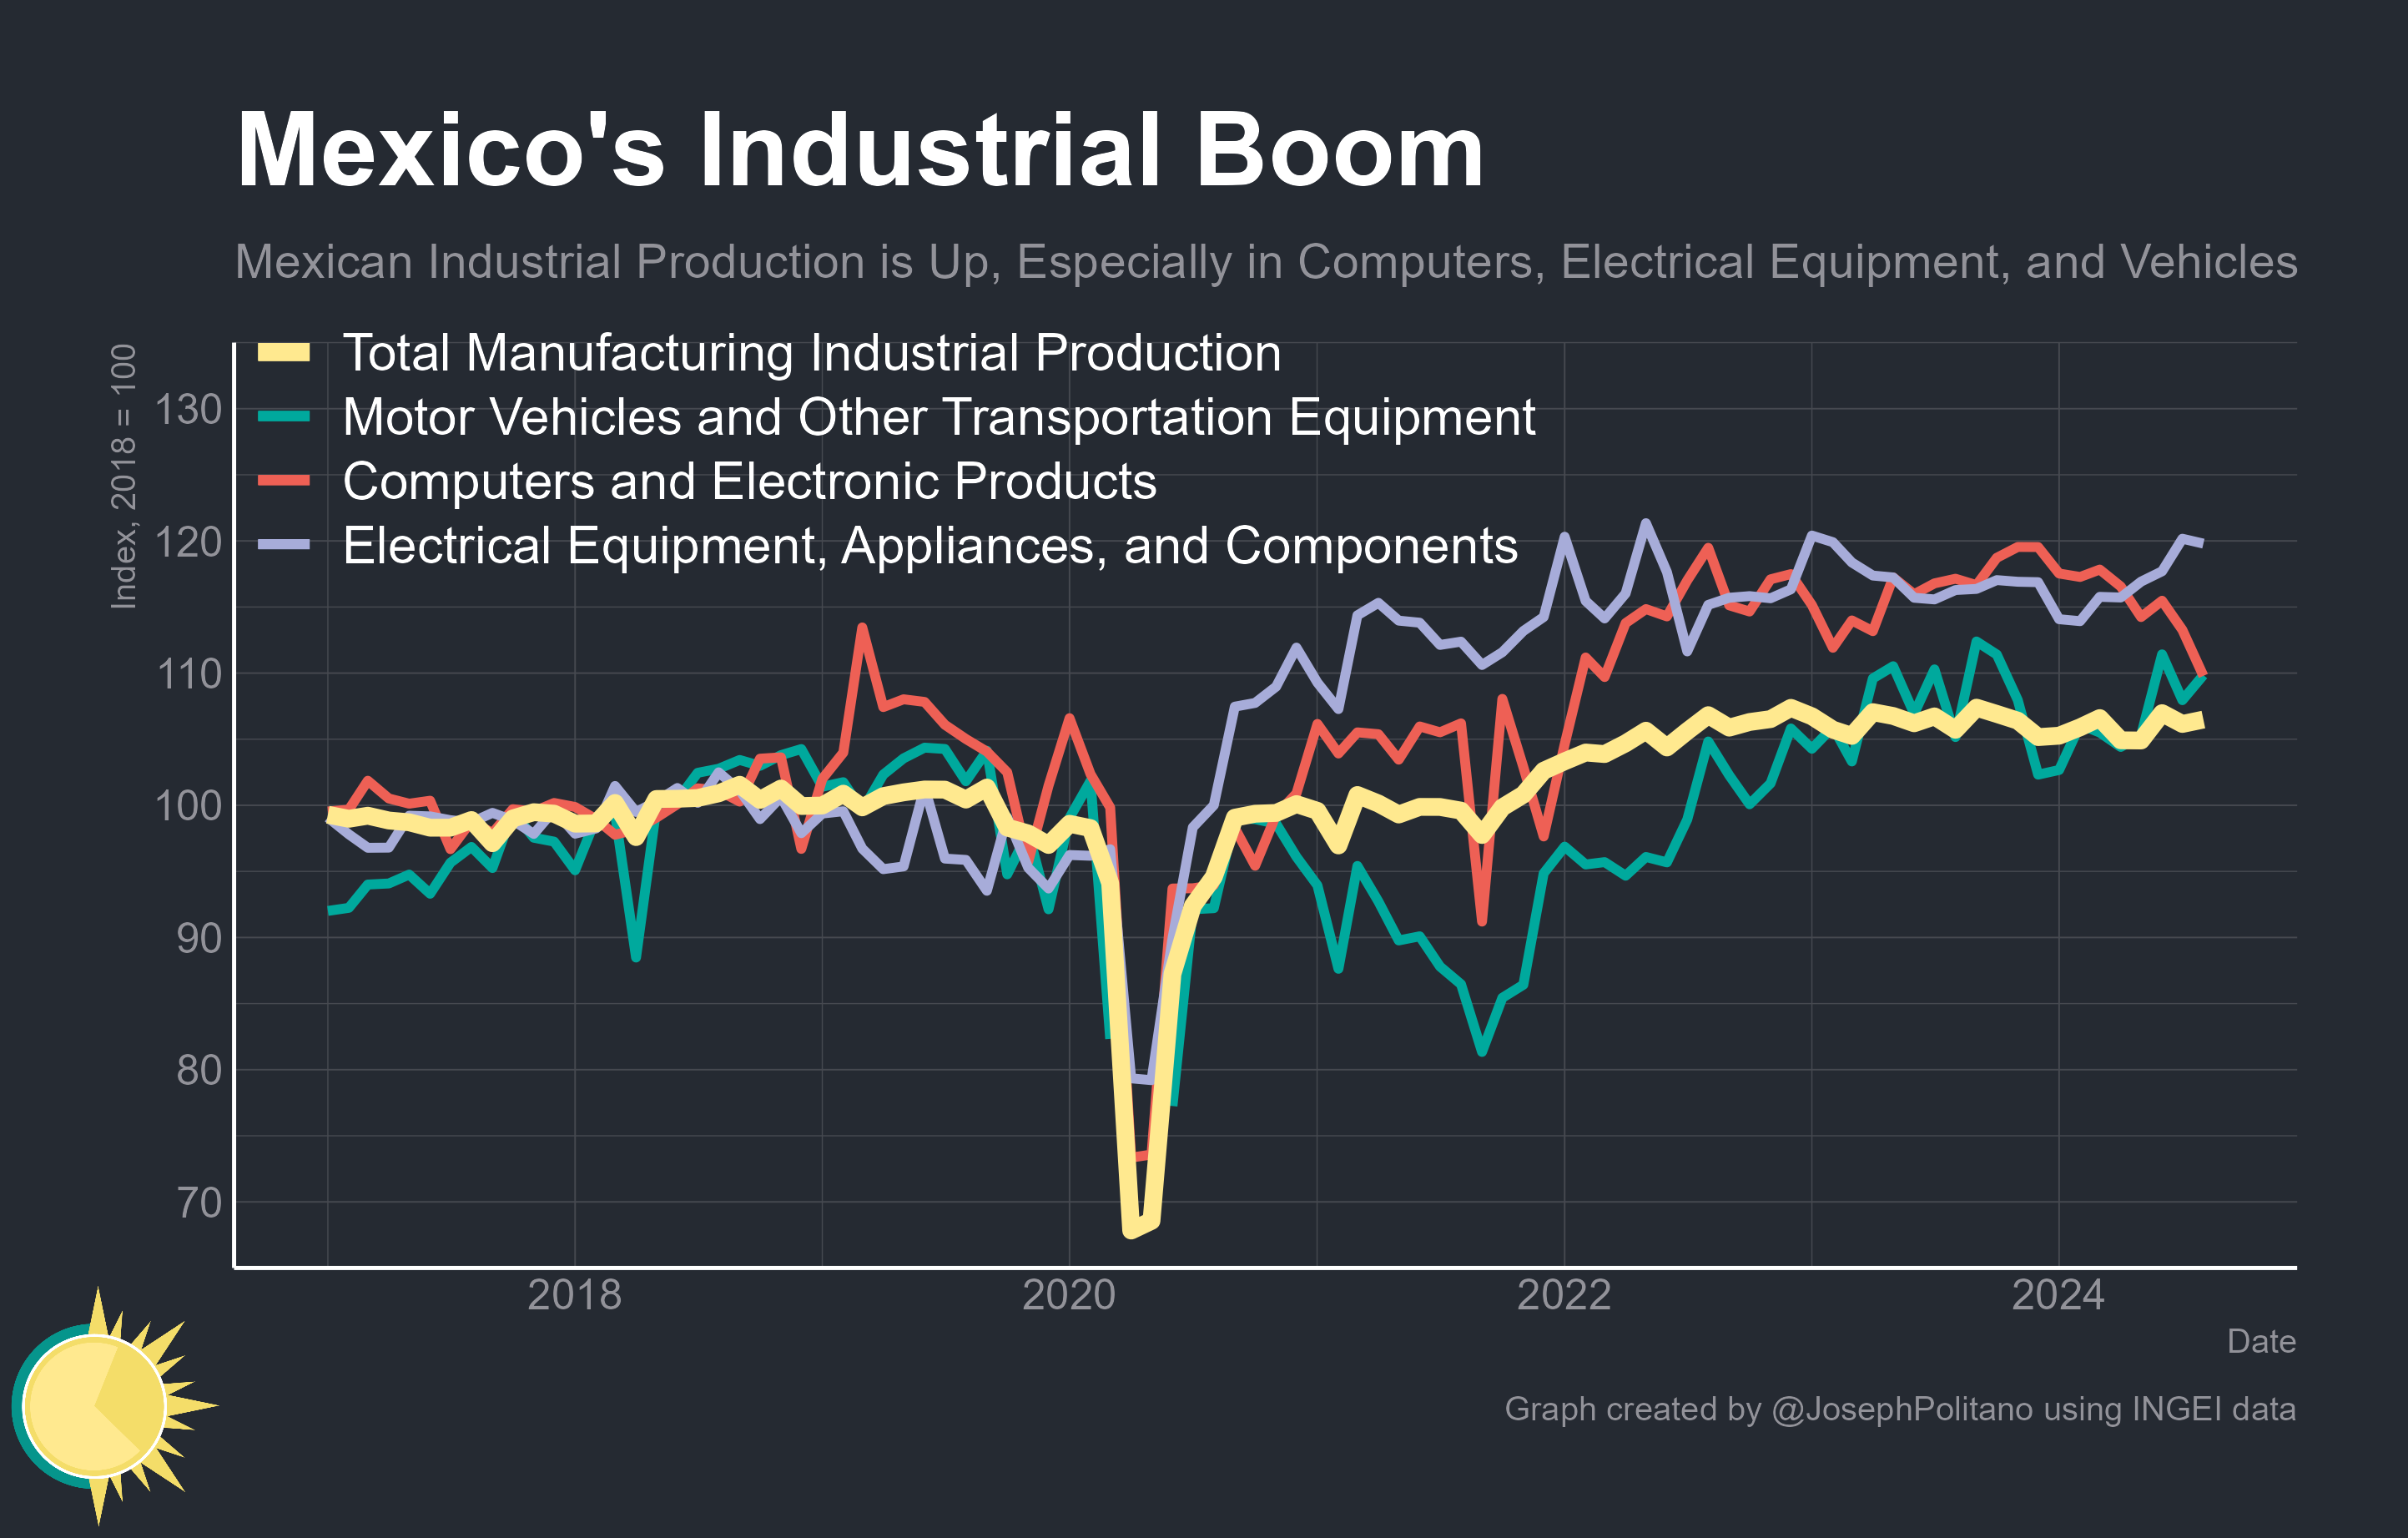 Mexico's Industrial Boom
Mexican Industrial Production is Up, Especially in Computers, Electrical Equipment, and Vehicles
Index, 2018 = 100
Total Manufacturing Industrial Production
Motor Vehicles and Other Transportation Equipment
Computers and Electronic Products
Electrical Equipment, Appliances, and Components
130
120
110
100
90
80
70
2018 2020 2022 2024
Date
Graph created by @JosephPolitano using INGEI data